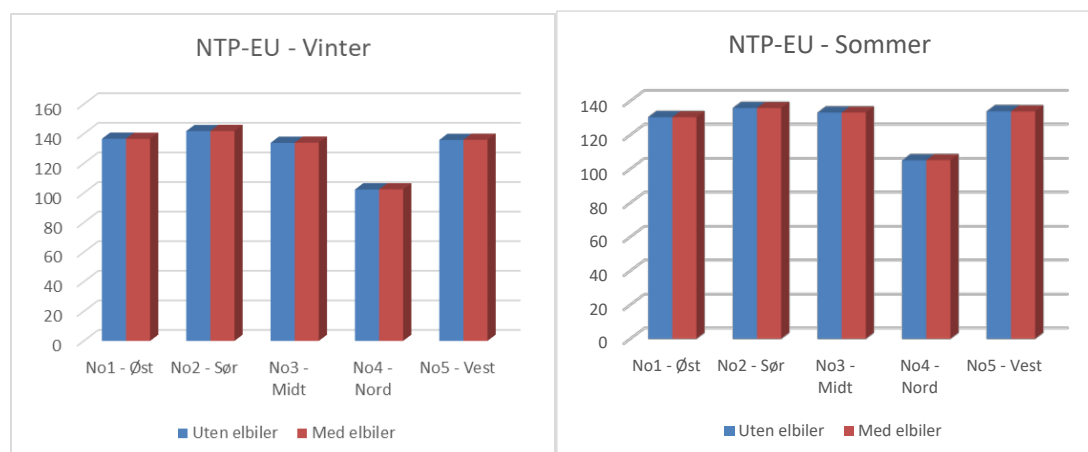 NTP-EU - Vinter
160
140
120
100
80
60
40
20
0
No1 - Øst No2 - Sør No3 - No4 - No5 - Vest
Midt Nord
Uten elbiler Med elbiler
NTP-EU - Sommer
140
120
100
80
60
40
20
0
No1 - Øst No2 - Sør No3 - No4 - No5 - Vest
Midt Nord
Uten elbiler Med elbiler